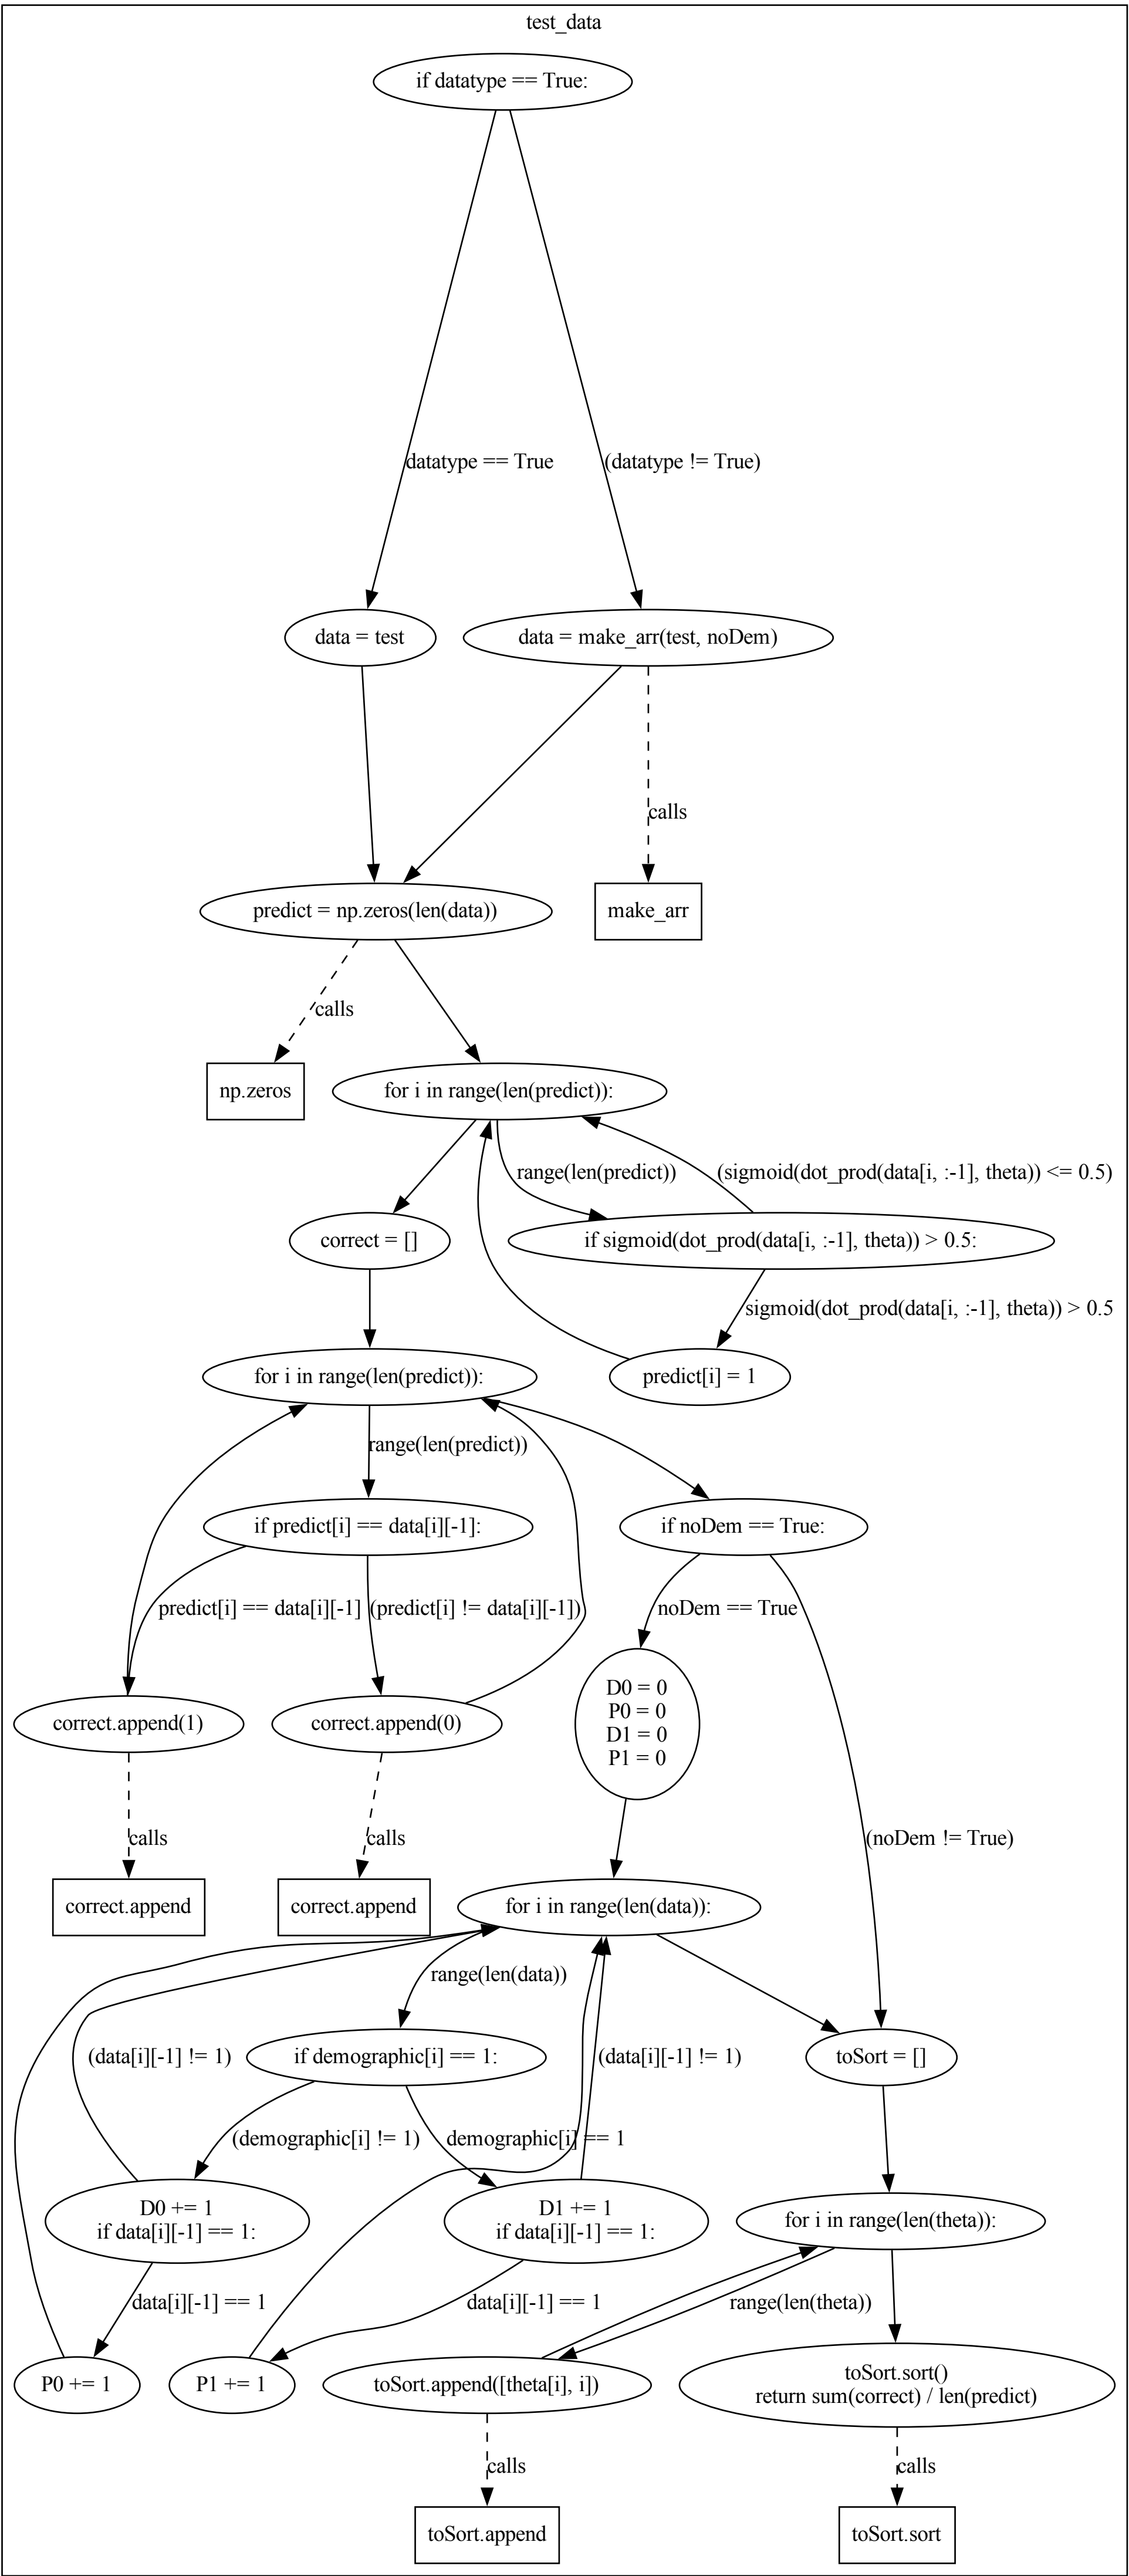 test_data
if datatype == True:
datatype == True
(datatype != True)
data = test
data = make_arr(test, noDem)
calls
predict = np.zeros(len(data))
make_arr
calls
np.zeros
for i in range(len(predict)):
range(len(predict))
(sigmoid(dot_prod(data[i, :-1], theta)) <= 0.5)
correct = []
if sigmoid(dot_prod(data[i, :-1], theta)) > 0.5:
sigmoid(dot_prod(data[i, :-1], theta)) > 0.5
for i in range(len(predict)):
predict[i] = 1
range(len(predict))
if predict[i] == data[i][-1]:
if noDem == True:
predict[i] == data[i][-1]
(predict[i] != data[i][-1])
noDem == True
correct.append(1)
correct.append(0)
D0 = 0
P0 = 0
D1 = 0
P1 = 0
calls
calls
(noDem != True)
correct.append
correct.append
for i in range(len(data)):
range(len(data))
(data[i][-1] != 1)
if demographic[i] == 1:
(data[i][-1] != 1)
toSort = []
(demographic[i] != 1)
demographic[i] == 1
D0 += 1
if data[i][-1] == 1:
D1 += 1
if data[i][-1] == 1:
for i in range(len(theta)):
data[i][-1] == 1
data[i][-1] == 1
range(len(theta))
P0 += 1
P1 += 1
toSort.append([theta[i], i])
toSort.sort()
return sum(correct) / len(predict)
calls
calls
toSort.append
toSort.sort